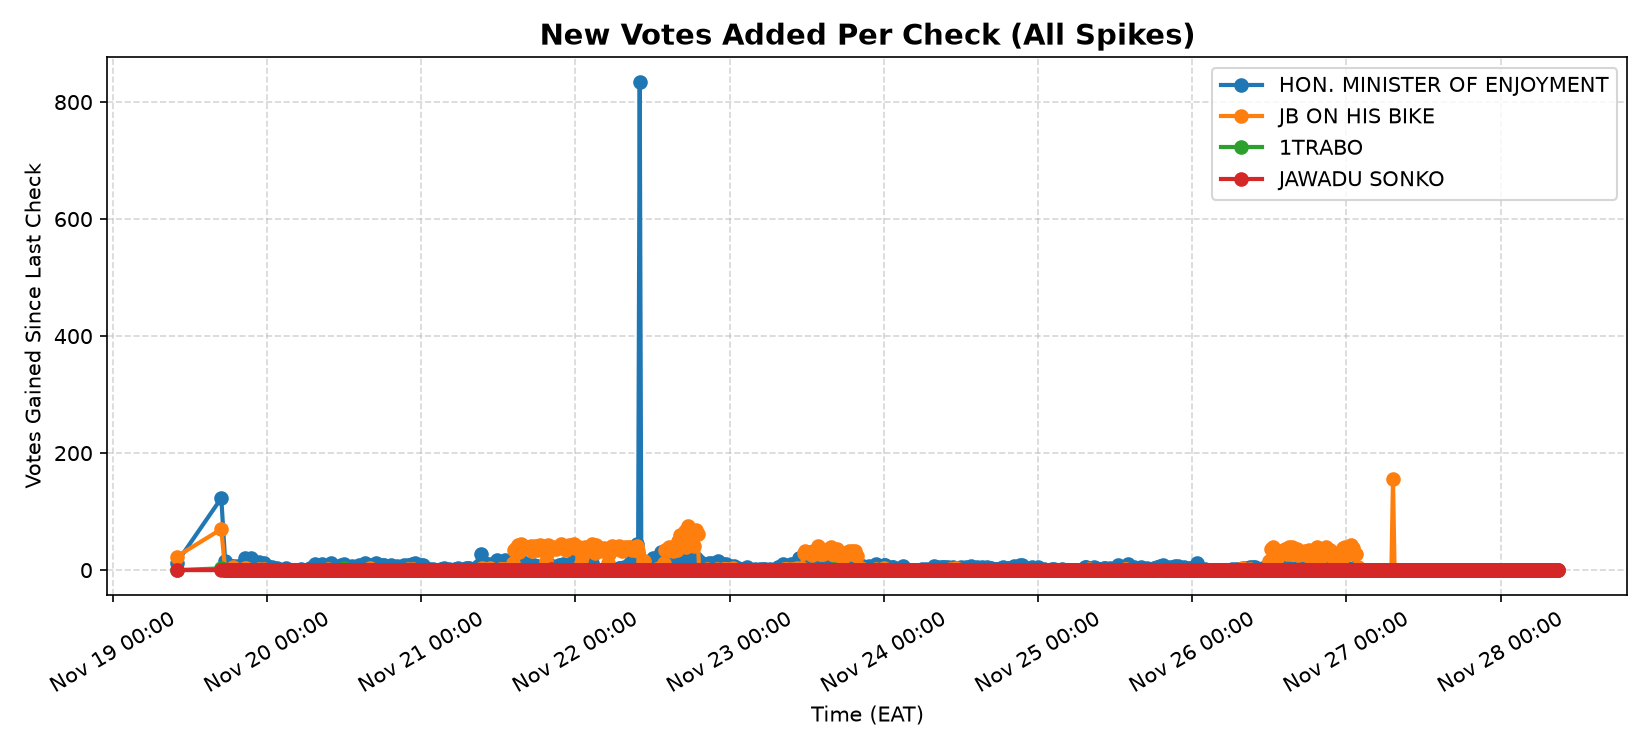 New Votes Added Per Check (All Spikes)
HON. MINISTER OF ENJOYMENT
JB ON HIS BIKE
1TRABO
JAWADU SONKO
Votes Gained Since Last Check
800
600
400
200
0
Nov 19 00:00
Nov 20 00:00
Nov 21 00:00
Nov 22 00:00
Nov 23 00:00
Nov 24 00:00
Nov 25 00:00
Nov 26 00:00
Nov 27 00:00
Nov 28 00:00
Time (EAT)